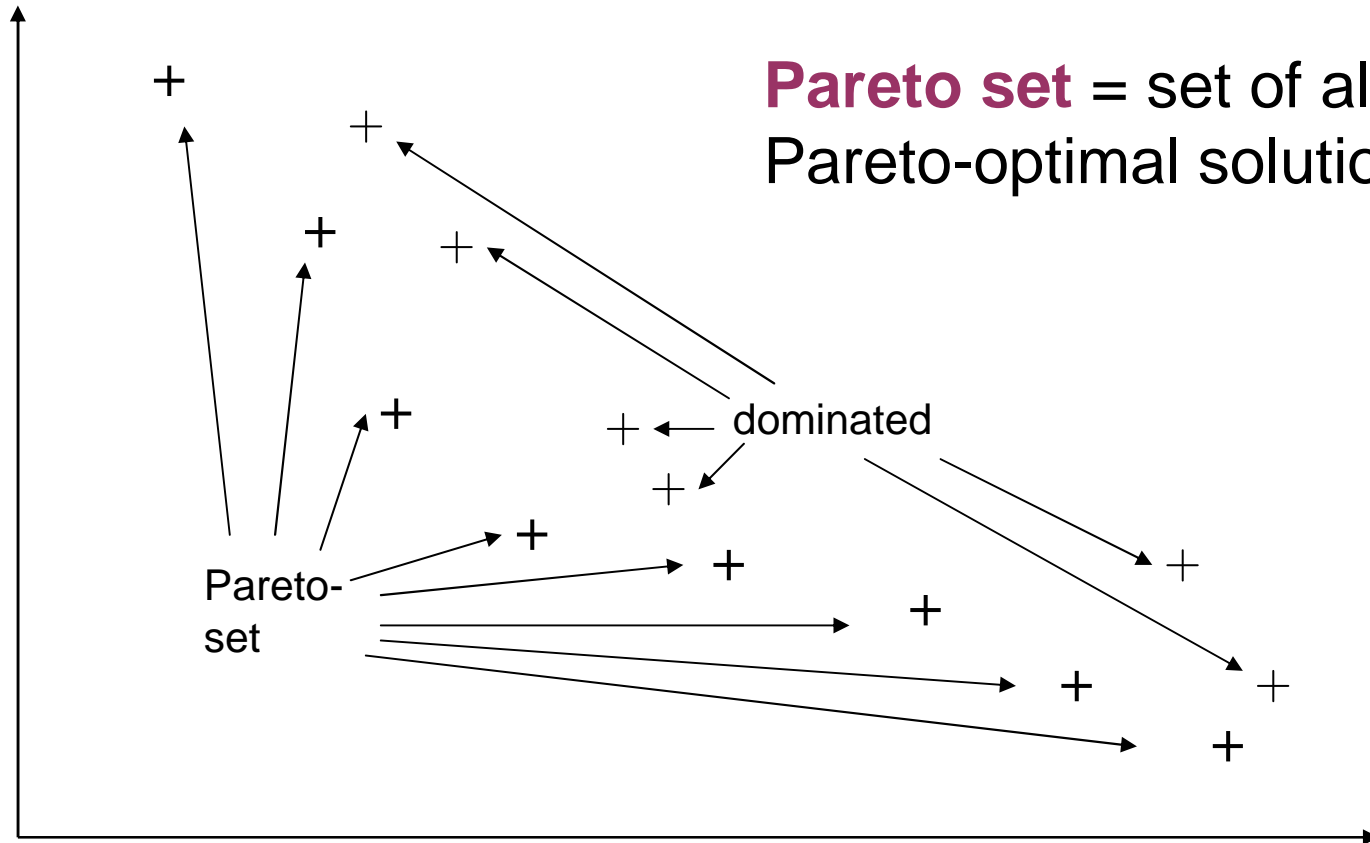 Pareto set = set of al
Pareto-optimal solutio
dominated
Pareto-
set